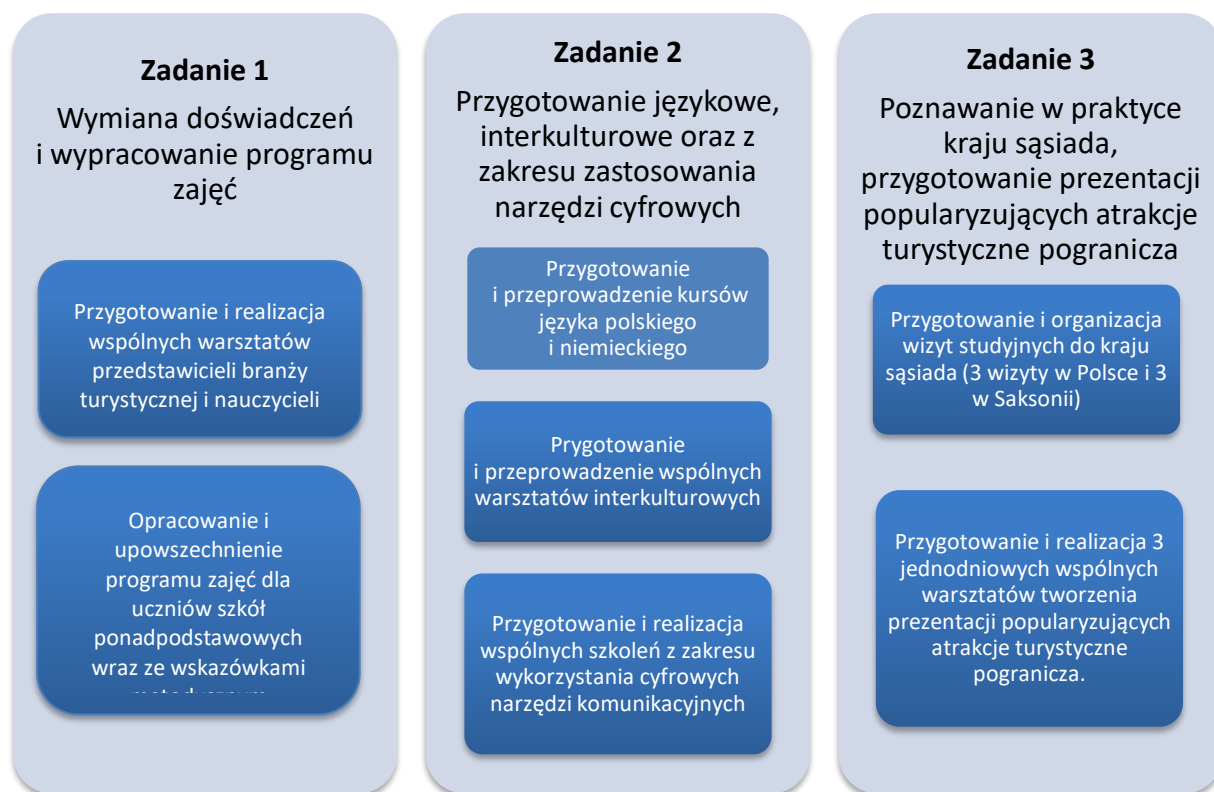 Zadanie 1
Wymiana doświadczeń
i wypracowanie programu
zajęć
Przygotowanie i realizacja
wspólnych warsztatów
przedstawicieli branży
turystycznej i nauczycieli
Opracowanie i
upowszechnienie
programu zajęć dla
uczniów szkół
ponadpodstawowych
wraz ze wskazówkami
Zadanie 2
Przygotowanie językowe,
interkulturowe oraz z
zakresu zastosowania
narzędzi cyfrowych
Przygotowanie
i przeprowadzenie kursów
języka polskiego
i niemieckiego
Prygotowanie
i przeprowadzenie wspólnych
warsztatów interkulturowych
Przygotowanie i realizacja
wspólnych szkoleń z zakresu
wykorzystania cyfrowych
narzędzi komunikacyjnych
Zadanie 3
Poznawanie w praktyce
kraju sąsiada,
przygotowanie prezentacji
popularyzujących atrakcje
turystyczne pogranicza
Przygotowanie i organizacja
wizyt studyjnych do kraju
sąsiada (3 wizyty w Polsce i 3
w Saksonii)
Przygotowanie i realizacja 3
jednodniowych wspólnych
warsztatów tworzenia
prezentacji popularyzujących
atrakcje turystyczne
pogranicza.